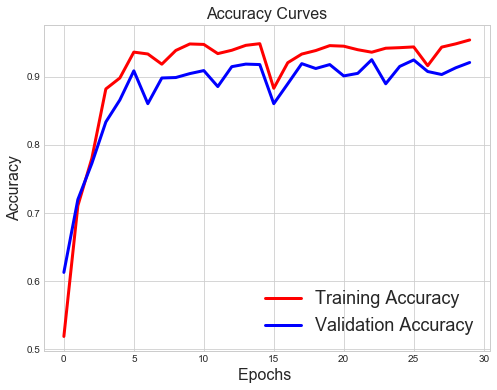 Accuracy Curves
Accuracy
0.9
0.8
0.7
0.6
0.5
Training Accuracy
Validation Accuracy
0 5 10 15 20 25 30
Epochs